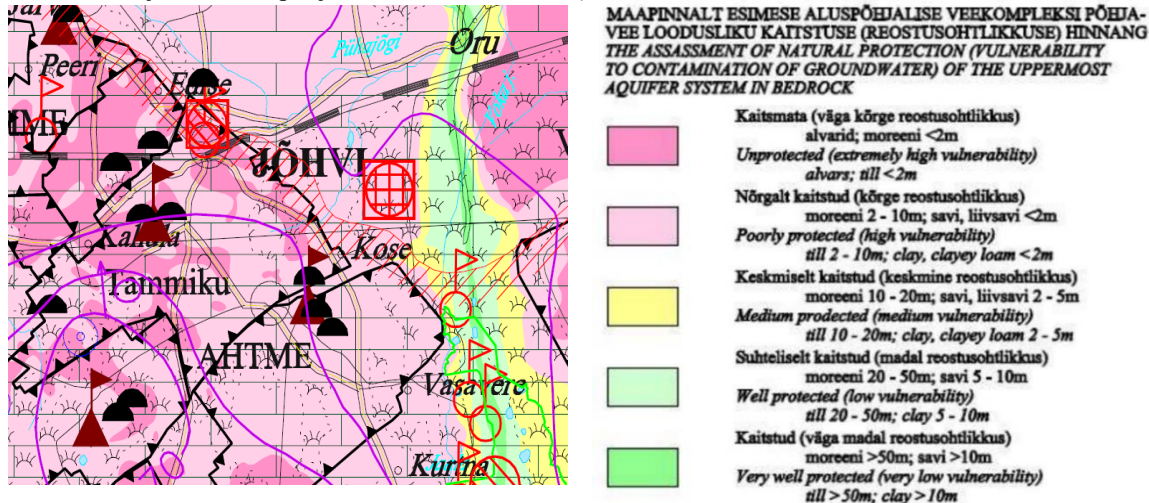 Oru
Pühajõgi
Peeri
Edise
JÕHVI
Kahula
Kose
Tammiku
AHTME
Vasavere
Kurtna
MAAPINNALT ESIMESE ALUSPÕHJALISE VEEKOMPLEKSI PÕHJA-
VEE LOODUSLIKU KAITSTUSE (REOSTUSOHTLIKKUSE) HINNANG
THE ASSASSMENT OF NATURAL PROTECTION (VULNERABILITY
TO CONTAMINATION OF GROUNDWATER) OF THE UPPERMOST
AQUIFER SYSTEM IN BEDROCK
Kaitsmata (väga kõrge reostusohtlikkus)
alvarid; moreeni <2m
Unprotected (extremely high vulnerability)
alvars; till <2m
Nõrgalt kaitstud (kõrge reostusohtlikkus)
moreeni 2 - 10m; savi, liivsavi <2m
Poorly protected (high vulnerability)
till 2 - 10m; clay, clayey loam <2m
Keskmiselt kaitstud (keskmine reostusohtlikkus)
moreeni 10 - 20m; savi, liivsavi 2 - 5m
Medium prodected (medium vulnerability)
till 10 - 20m; clay, clayey loam 2 - 5m
Suhteliselt kaitstud (madal reostusohtlikkus)
moreeni 20 - 50m; savi 5 - 10m
Well protected (low vulnerability)
till 20 - 50m; clay 5 - 10m
Kaitstud (väga madal reostusohtlikkus)
moreeni >50m; savi >10m
Very well protected (very low vulnerability)
till >50m; clay >10m